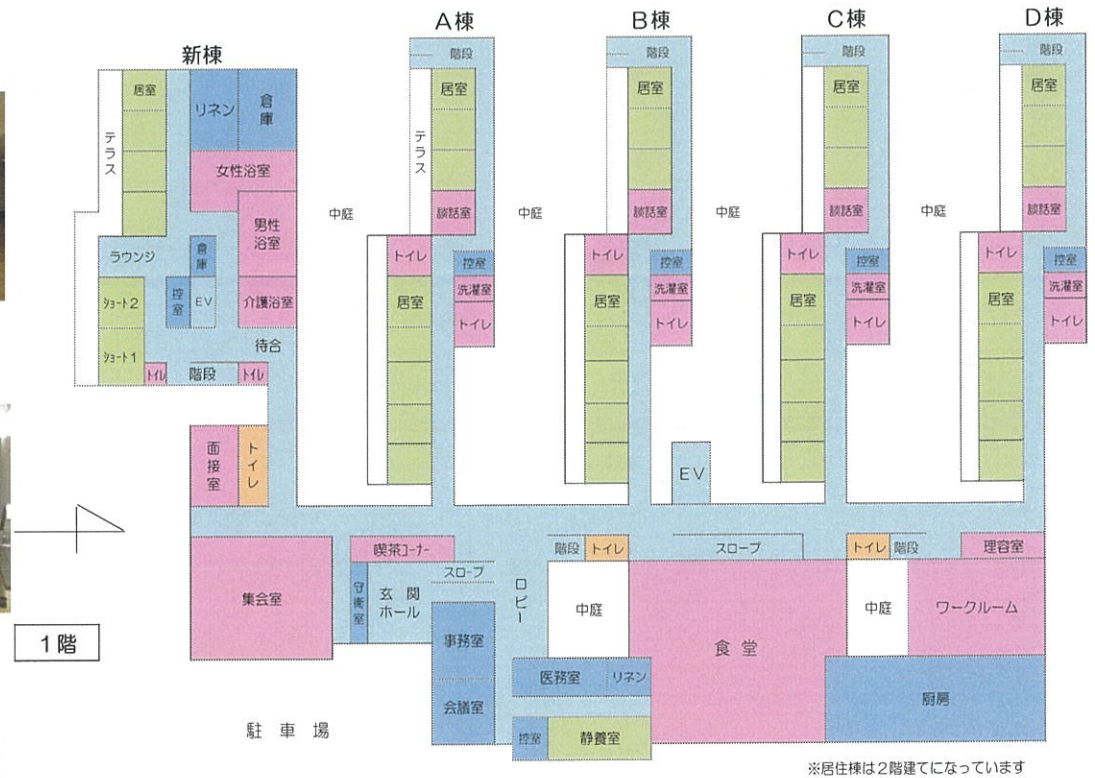 新棟
A棟
B棟
C棟
D棟
居室
リネン
倉庫
テラス
女性浴室
男性浴室
ラウンジ
倉庫
控室
EV
介護浴室
ショート2
ショート1
待合
トイレ
階段
トイレ
面接室
トイレ
階段
居室
テラス
談話室
中庭
トイレ
控室
洗濯室
居室
トイレ
階段
居室
談話室
中庭
トイレ
控室
洗濯室
居室
トイレ
EV
階段
居室
談話室
中庭
トイレ
控室
洗濯室
居室
トイレ
階段
居室
談話室
中庭
トイレ
控室
洗濯室
居室
トイレ
喫茶コーナー
階段
トイレ
スロープ
トイレ
階段
理容室
集会室
守衛室
玄関
ホール
スロープ
ロビー
中庭
食堂
中庭
ワークルーム
事務室
会議室
医務室
リネン
控室
静養室
厨房
1階
駐車場
※居住棟は2階建てになっています